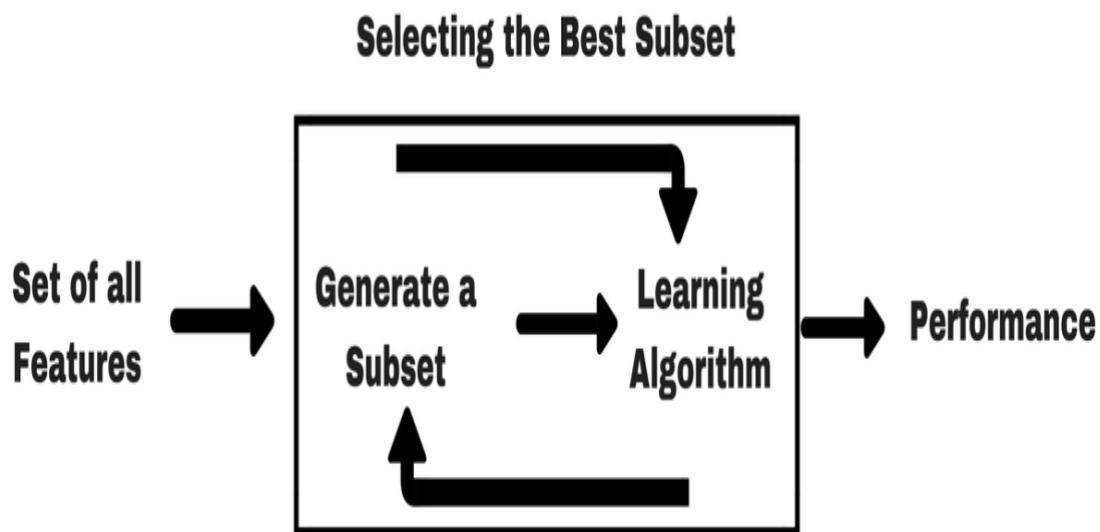 Selecting the Best Subset
Set of all
Features
Generate a
Subset
Learning
Algorithm
Performance